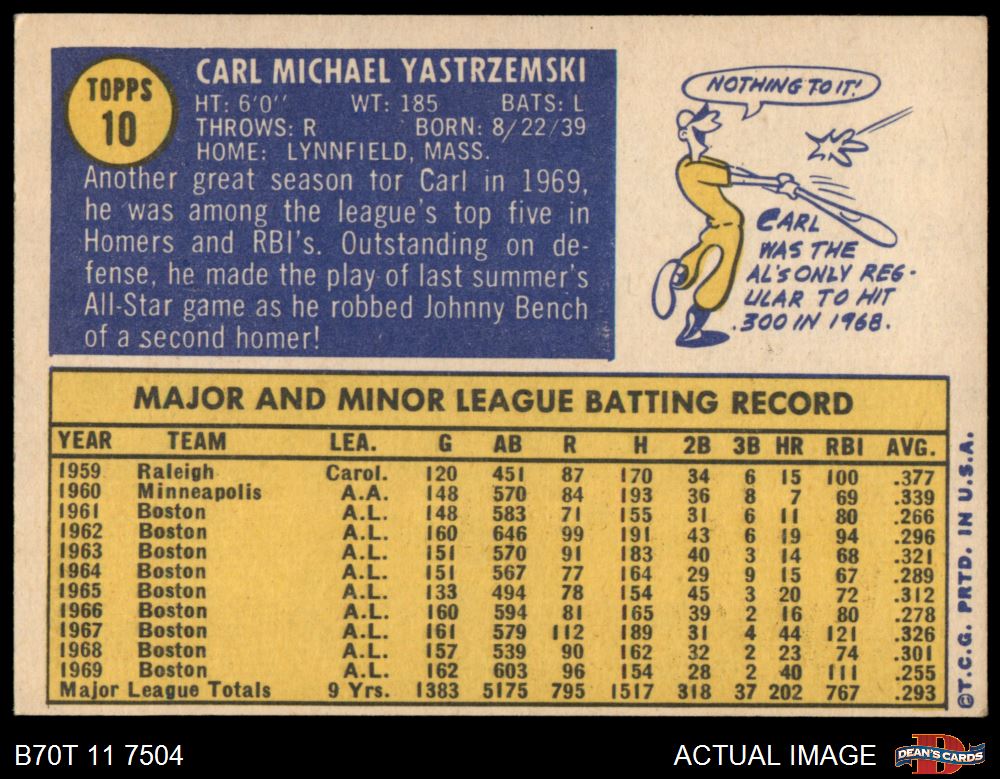 TOPPS
10
CARL MICHAEL YASTRZEMSKI
HT: 6'0" WT: 185 BATS: L
THROWS: R BORN: 8/22/39
HOME: LYNNFIELD, MASS.
Another great season for Carl in 1969,
he was among the league's top five in
Homers and RBI's. Outstanding on de-
fense, he made the play of last summer's
All-Star game as he robbed Johnny Bench
of a second homer!
NOTHING TO IT!
CARL
WAS THE
AL'S ONLY REG-
ULAR TO HIT
.300 IN 1968.
MAJOR AND MINOR LEAGUE BATTING RECORD
YEAR TEAM LEA. G AB R H 2B 3B HR RBI AVG.
1959 Raleigh Carol. 120 451 87 170 34 6 15 100 .377
1960 Minneapolis A.A. 148 570 84 193 36 8 7 69 .339
1961 Boston A.L. 148 583 71 155 31 6 11 80 .266
1962 Boston A.L. 160 646 99 191 43 6 19 94 .296
1963 Boston A.L. 151 570 91 183 40 3 14 68 .321
1964 Boston A.L. 151 567 77 164 29 9 15 67 .289
1965 Boston A.L. 133 494 78 154 45 3 20 72 .312
1966 Boston A.L. 160 594 81 165 39 2 16 80 .278
1967 Boston A.L. 161 579 112 189 31 4 44 121 .326
1968 Boston A.L. 157 539 90 162 32 2 23 74 .301
1969 Boston A.L. 162 603 96 154 28 2 40 111 .255
Major League Totals 9 Yrs. 1383 5175 795 1517 318 37 202 767 .293
©T.C.G. PRTD. IN U.S.A.
B70T 11 7504
ACTUAL IMAGE
DEAN'S CARDS